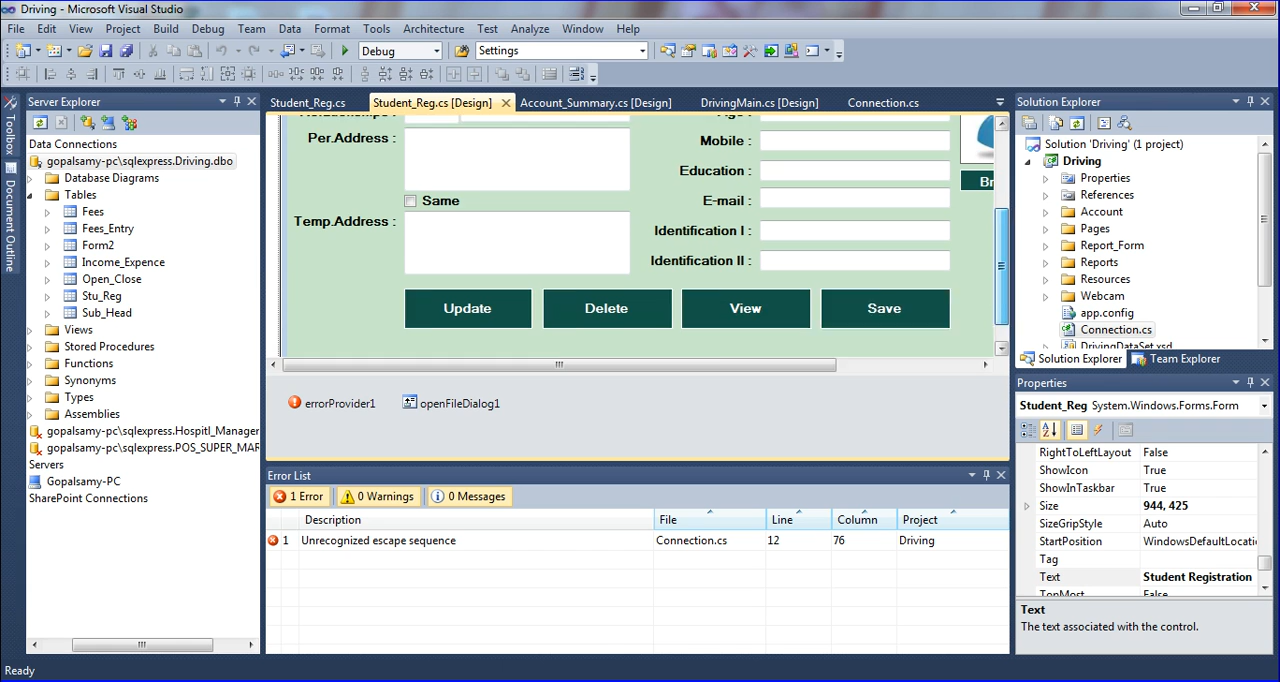 Driving - Microsoft Visual Studio
File Edit View Project Build Debug Team Data Format Tools Architecture Test Analyze Window Help
Debug Settings
Toolbox
Document Outline
Server Explorer
Data Connections
gopalsamy-pc\sqlexpress.Driving.dbo
Database Diagrams
Tables
Fees
Fees_Entry
Form2
Income_Expence
Open_Close
Stu_Reg
Sub_Head
Views
Stored Procedures
Functions
Synonyms
Types
Assemblies
gopalsamy-pc\sqlexpress.Hospitl_Manager
gopalsamy-pc\sqlexpress.POS_SUPER_MAR
Servers
Gopalsamy-PC
SharePoint Connections
Student_Reg.cs Student_Reg.cs [Design] Account_Summary.cs [Design] DrivingMain.cs [Design] Connection.cs
Per.Address :
Same
Temp.Address :
Mobile :
Education :
E-mail :
Identification I :
Identification II :
Br
Update Delete View Save
errorProvider1 openFileDialog1
Error List
1 Error 0 Warnings 0 Messages
Description File Line Column Project
1 Unrecognized escape sequence Connection.cs 12 76 Driving
Solution Explorer
Solution 'Driving' (1 project)
Driving
Properties
References
Account
Pages
Report_Form
Reports
Resources
Webcam
app.config
Connection.cs
DrivingDataSet.xsd
Solution Explorer Team Explorer
Properties
Student_Reg System.Windows.Forms.Form
RightToLeftLayout False
ShowIcon True
ShowInTaskbar True
Size 944, 425
SizeGripStyle Auto
StartPosition WindowsDefaultLocati
Tag
Text Student Registration
TopMost False
Text
The text associated with the control.
Ready